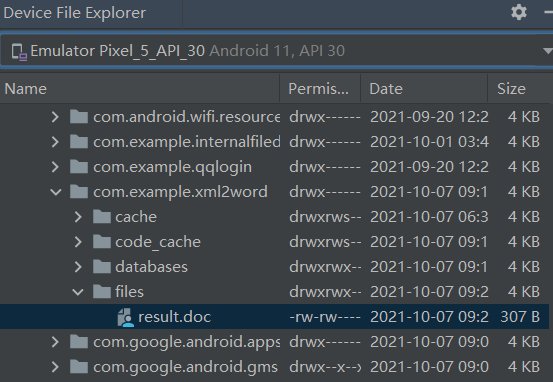 Device File Explorer
Emulator Pixel_5_API_30 Android 11, API 30
Name Permis... Date Size
com.android.wifi.resource drwx------ 2021-09-20 12:2 4 KB
com.example.internalfiled drwx------ 2021-10-01 03:4 4 KB
com.example.qqlogin drwx------ 2021-09-20 12:2 4 KB
com.example.xml2word drwx------ 2021-10-07 09:1 4 KB
cache drwxrws-- 2021-10-07 06:3 4 KB
code_cache drwxrws-- 2021-10-07 09:1 4 KB
databases drwxrwx-- 2021-10-07 09:1 4 KB
files drwxrwx-- 2021-10-07 09:2 4 KB
result.doc -rw-rw---- 2021-10-07 09:2 307 B
com.google.android.apps drwx------ 2021-10-07 09:0 4 KB
com.google.android.gms drwx--x--x 2021-10-07 09:0 4 KB